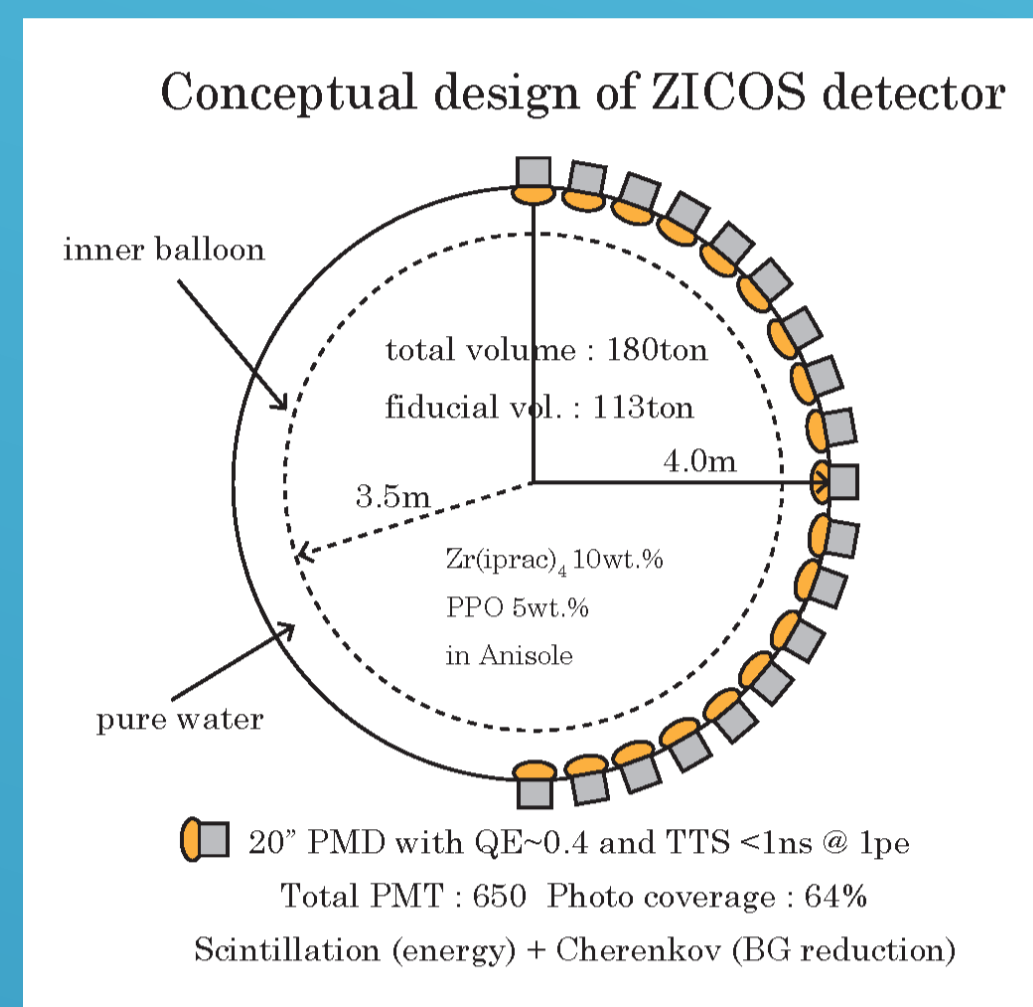 Conceptual design of ZICOS detector
inner balloon
total volume : 180ton
fiducial vol. : 113ton
4.0m
3.5m
Zr(iprac)₄ 10wt.%
PPO 5wt.%
in Anisole
pure water
20” PMD with QE~0.4 and TTS <1ns @ 1pe
Total PMT : 650 Photo coverage : 64%
Scintillation (energy) + Cherenkov (BG reduction)